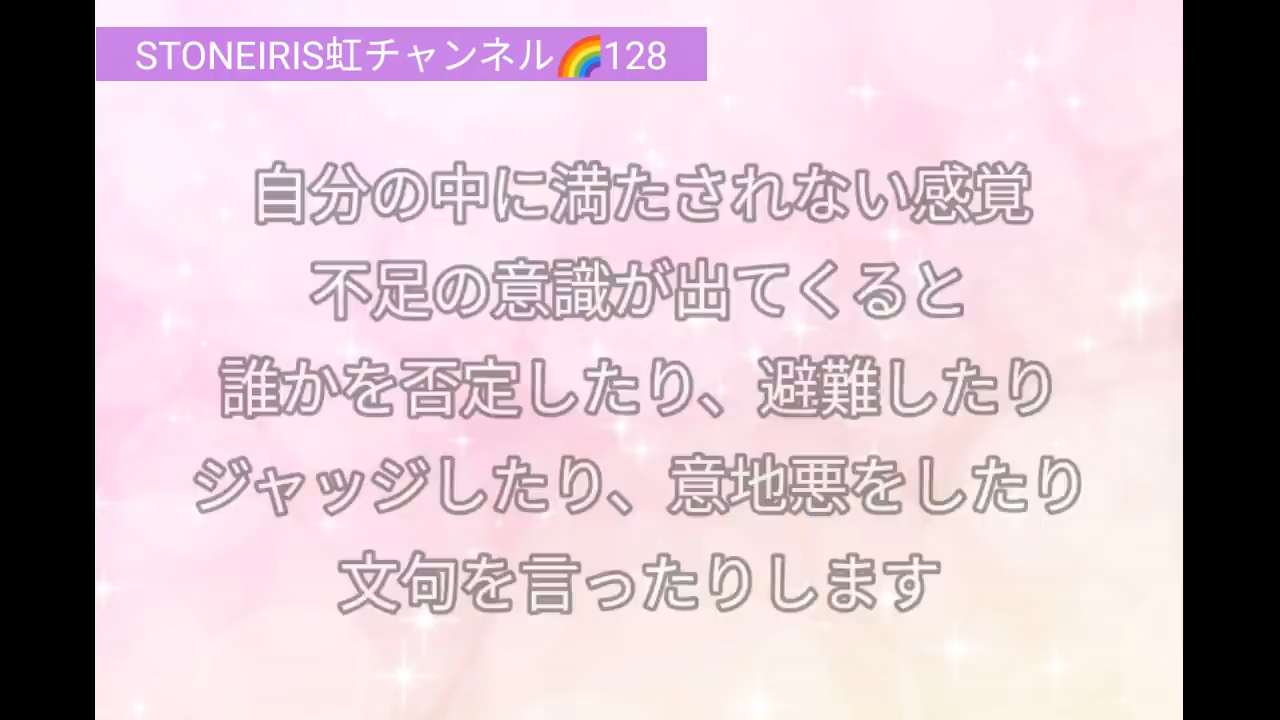 STONEIRIS虹チャンネル🌈128
自分の中に満たされない感覚
不足の意識が出てくると
誰かを否定したり、避難したり
ジャッジしたり、意地悪をしたり
文句を言ったりします